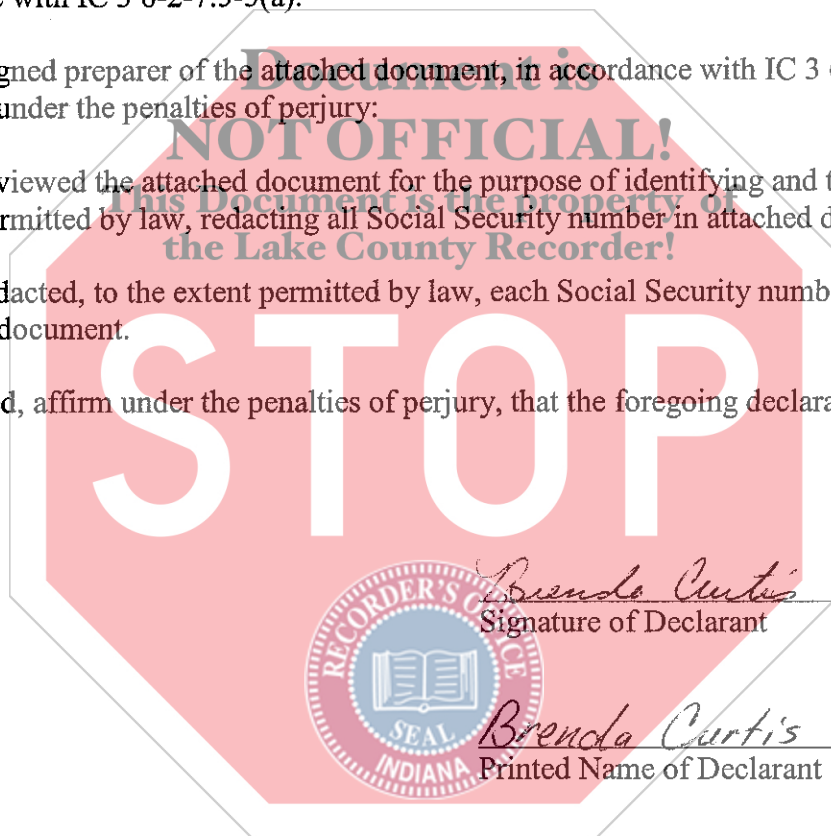 with IC 3 6-2-7.5-5(a).
gned preparer of the attached document, in accordance with IC 3
under the penalties of perjury:
viewed the attached document for the purpose of identifying and t
rmitted by law, redacting all Social Security number in attached d
dacted, to the extent permitted by law, each Social Security numb
document.
d, affirm under the penalties of perjury, that the foregoing declara
Document is
NOT OFFICIAL!
This Document is the property of
the Lake County Recorder!
STOP
Brenda Curtis
Signature of Declarant
RECORDER'S OFFICE
SEAL
INDIANA
Brenda Curtis
Printed Name of Declarant